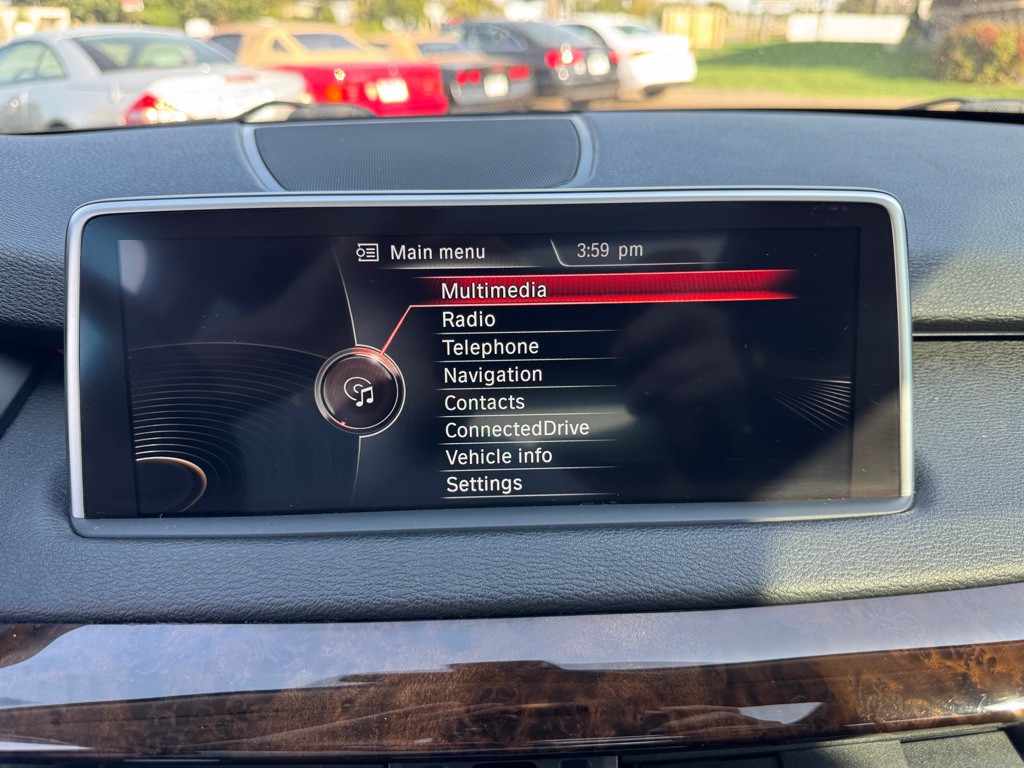 Main menu 3:59 pm
Multimedia
Radio
Telephone
Navigation
Contacts
ConnectedDrive
Vehicle info
Settings